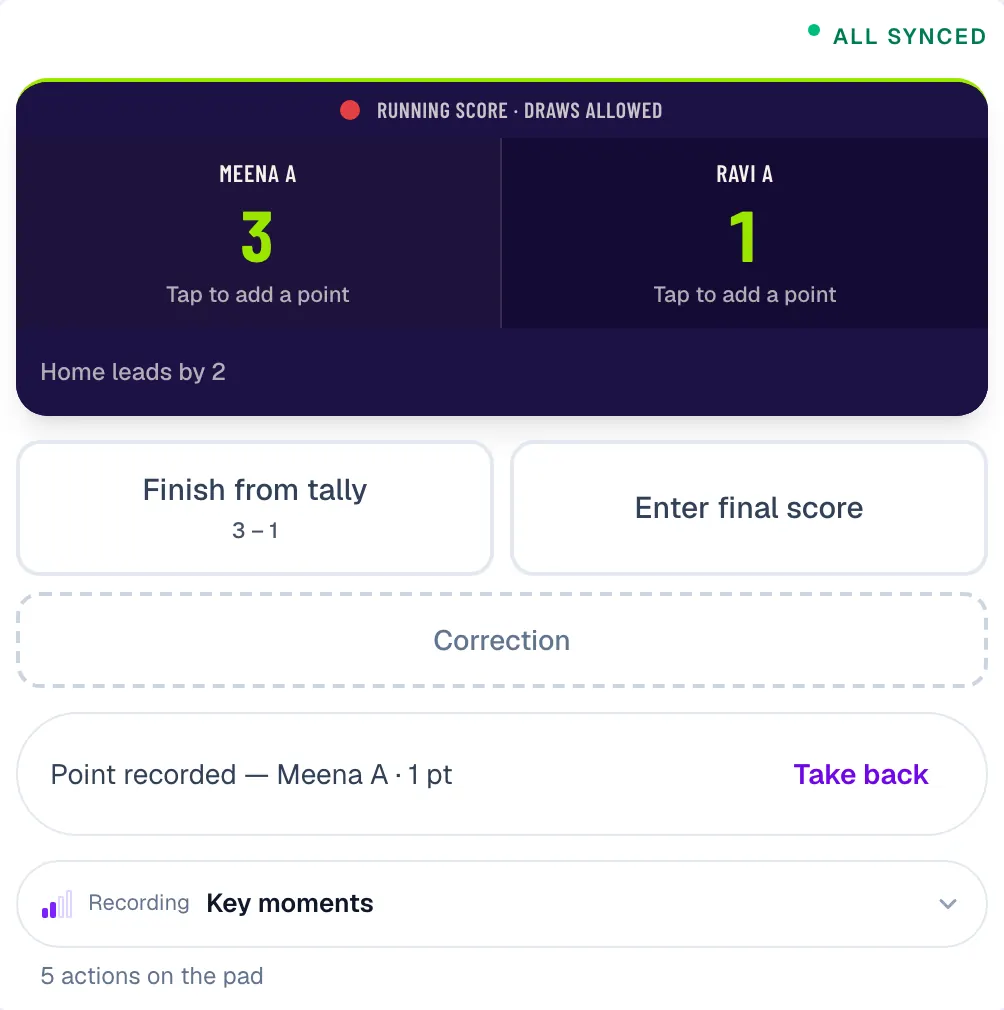 ALL SYNCED
RUNNING SCORE · DRAWS ALLOWED
MEENA A
3
Tap to add a point
RAVI A
1
Tap to add a point
Home leads by 2
Finish from tally
3 – 1
Enter final score
Correction
Point recorded — Meena A · 1 pt
Take back
Recording Key moments
5 actions on the pad